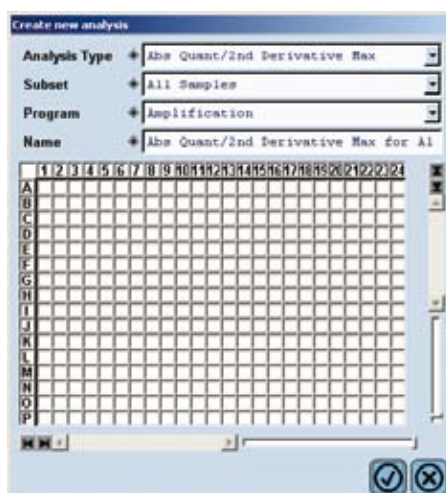 Create new analysis
Analysis Type Abs Quant/2nd Derivative Max
Subset All Samples
Program Amplification
Name Abs Quant/2nd Derivative Max for Al
1 2 3 4 5 6 7 8 9 10 11 12 13 14 15 16 17 18 19 20 21 22 23 24
A
B
C
D
E
F
G
H
I
J
K
L
M
N
O
P